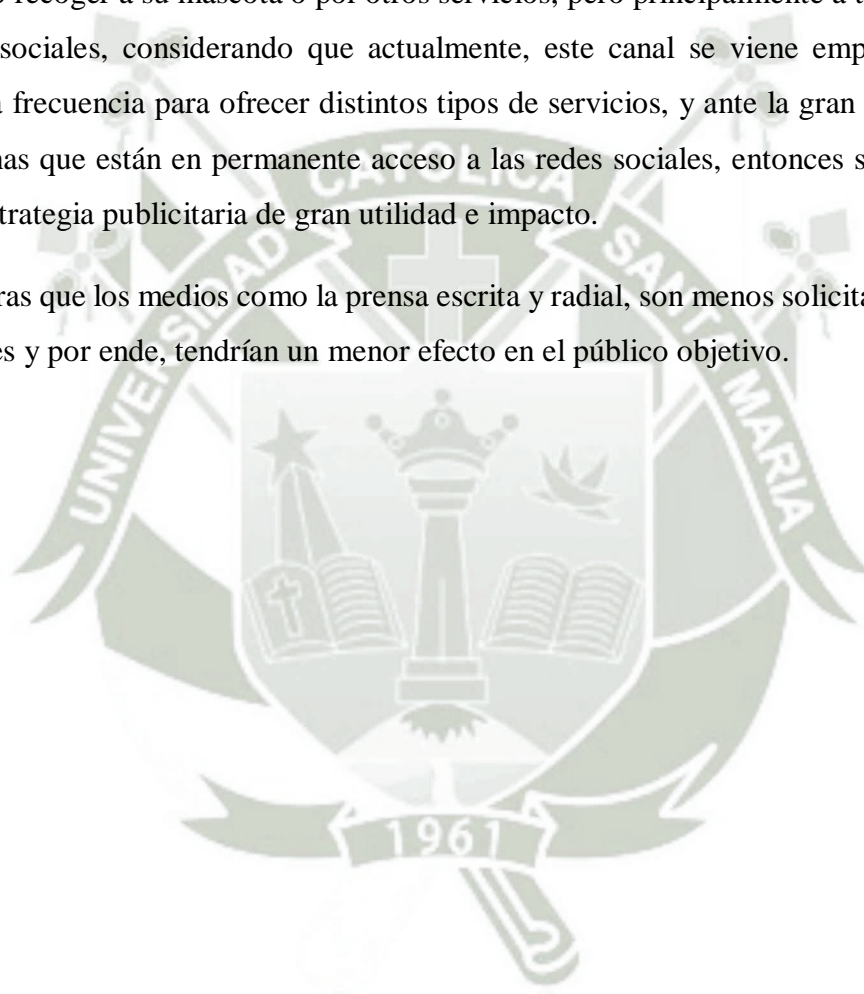 recoger a su mascota o por otros servicios, pero principalmente a
sociales, considerando que actualmente, este canal se viene emp
frecuencia para ofrecer distintos tipos de servicios, y ante la gran
as que están en permanente acceso a las redes sociales, entonces s
trategia publicitaria de gran utilidad e impacto.
ras que los medios como la prensa escrita y radial, son menos solicita
es y por ende, tendrían un menor efecto en el público objetivo.
UNIVERSIDAD CATOLICA SANTA MARIA
1961